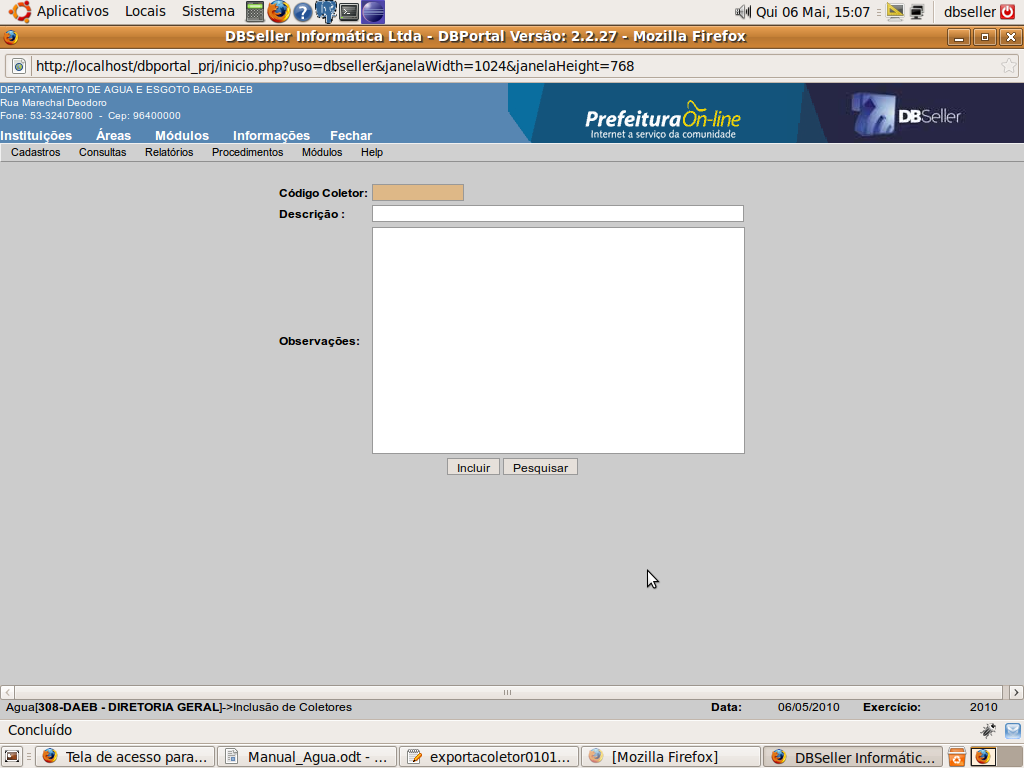 Aplicativos Locais Sistema Qui 06 Mai, 15:07 dbseller
DBSeller Informática Ltda - DBPortal Versão: 2.2.27 - Mozilla Firefox
http://localhost/dbportal_prj/inicio.php?uso=dbseller&janelaWidth=1024&janelaHeight=768
DEPARTAMENTO DE AGUA E ESGOTO BAGE-DAEB
Rua Marechal Deodoro
Fone: 53-32407800 - Cep: 96400000
Prefeitura On-line
Internet a serviço da comunidade
DBSeller
Instituições Áreas Módulos Informações Fechar
Cadastros Consultas Relatórios Procedimentos Módulos Help
Código Coletor:
Descrição :
Observações:
Incluir Pesquisar
Agua[308-DAEB - DIRETORIA GERAL]->Inclusão de Coletores Data: 06/05/2010 Exercício: 2010
Concluído
Tela de acesso para... Manual_Agua.odt - ... exportacoletor0101... [Mozilla Firefox] DBSeller Informátic...